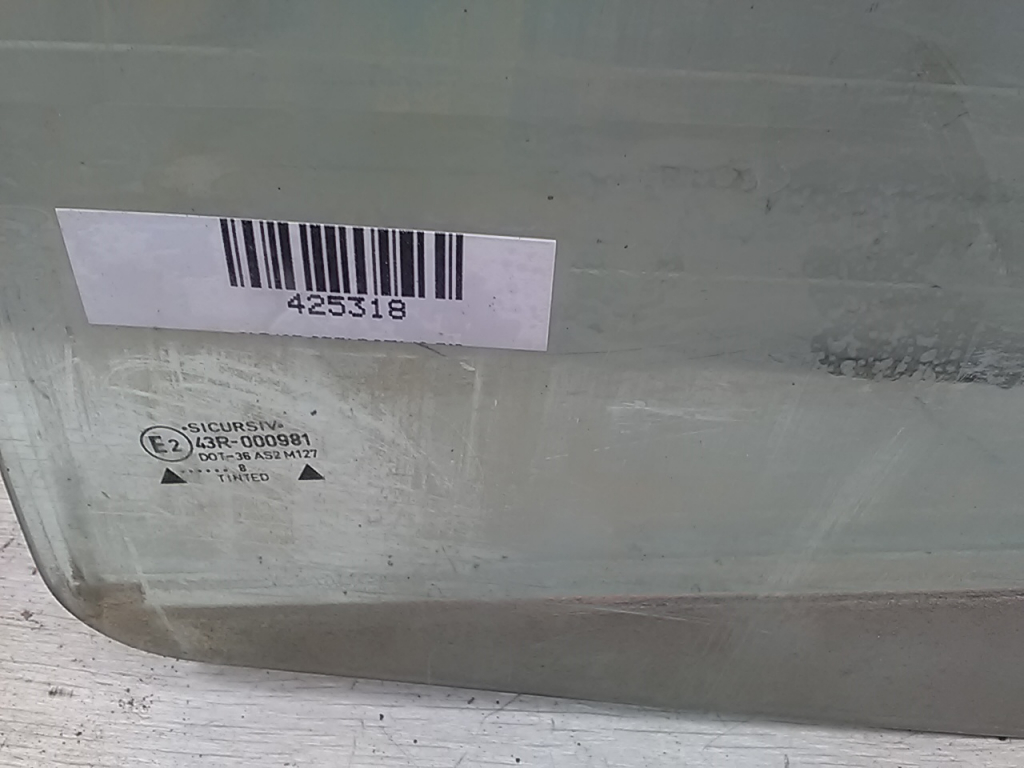 425318
•SICURSIV•
E2 43R-000981
DOT-36 AS2 M127
▲ ...... 8 ▲
TINTED